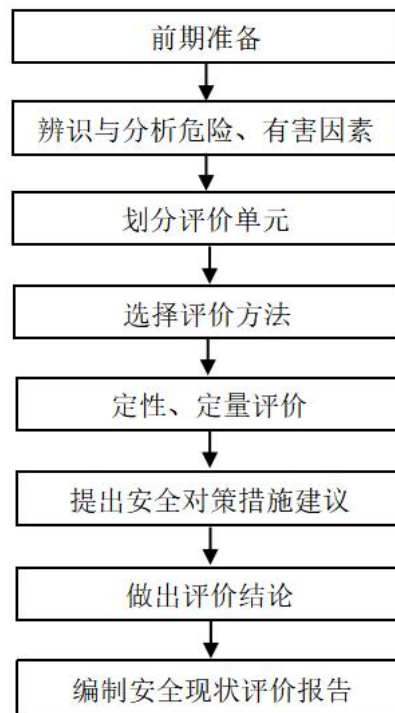 前期准备
辨识与分析危险、有害因素
划分评价单元
选择评价方法
定性、定量评价
提出安全对策措施建议
做出评价结论
编制安全现状评价报告